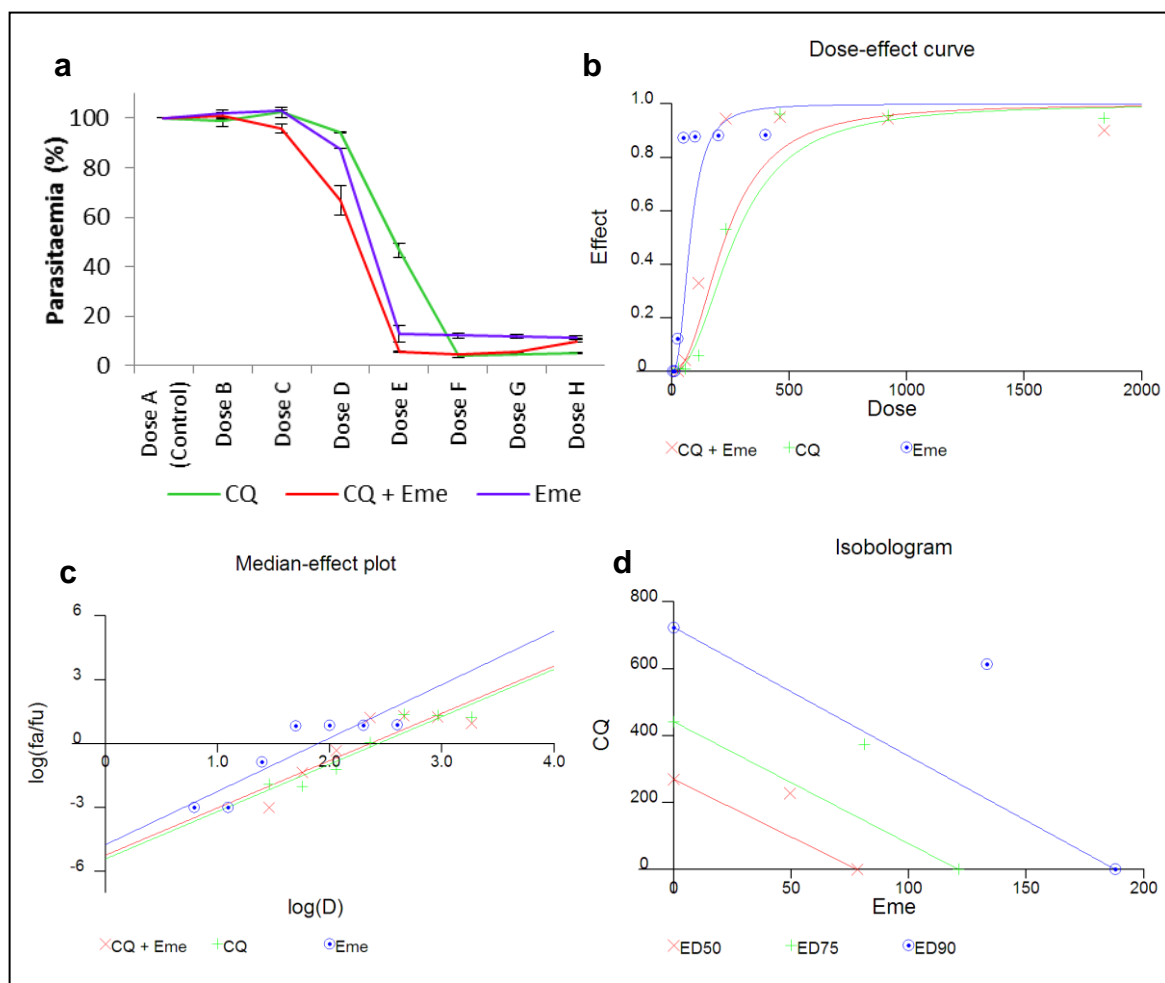 a
Parasitaemia (%)
100
80
60
40
20
0
Dose A
(Control)
Dose B
Dose C
Dose D
Dose E
Dose F
Dose G
Dose H
CQ
CQ + Eme
Eme
b
Dose-effect curve
Effect
1.0
0.8
0.6
0.4
0.2
0
0
500
1000
1500
2000
Dose
CQ + Eme
CQ
Eme
c
Median-effect plot
log(fa/fu)
6
3
0
-3
-6
1.0
2.0
3.0
4.0
log(D)
CQ + Eme
CQ
Eme
d
Isobologram
CQ
800
600
400
200
0
0
50
100
150
200
Eme
ED50
ED75
ED90